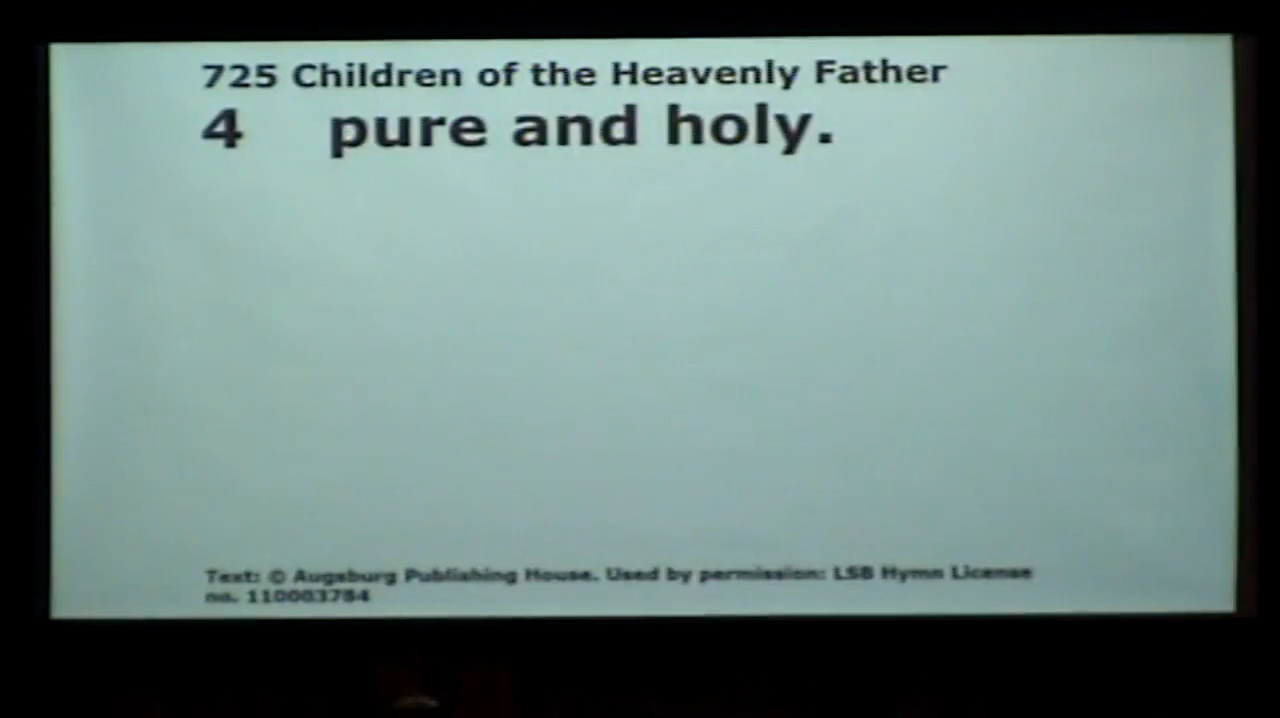 725 Children of the Heavenly Father
4 pure and holy.
Text: © Augsburg Publishing House. Used by permission: LSB Hymn License
no. 110003784